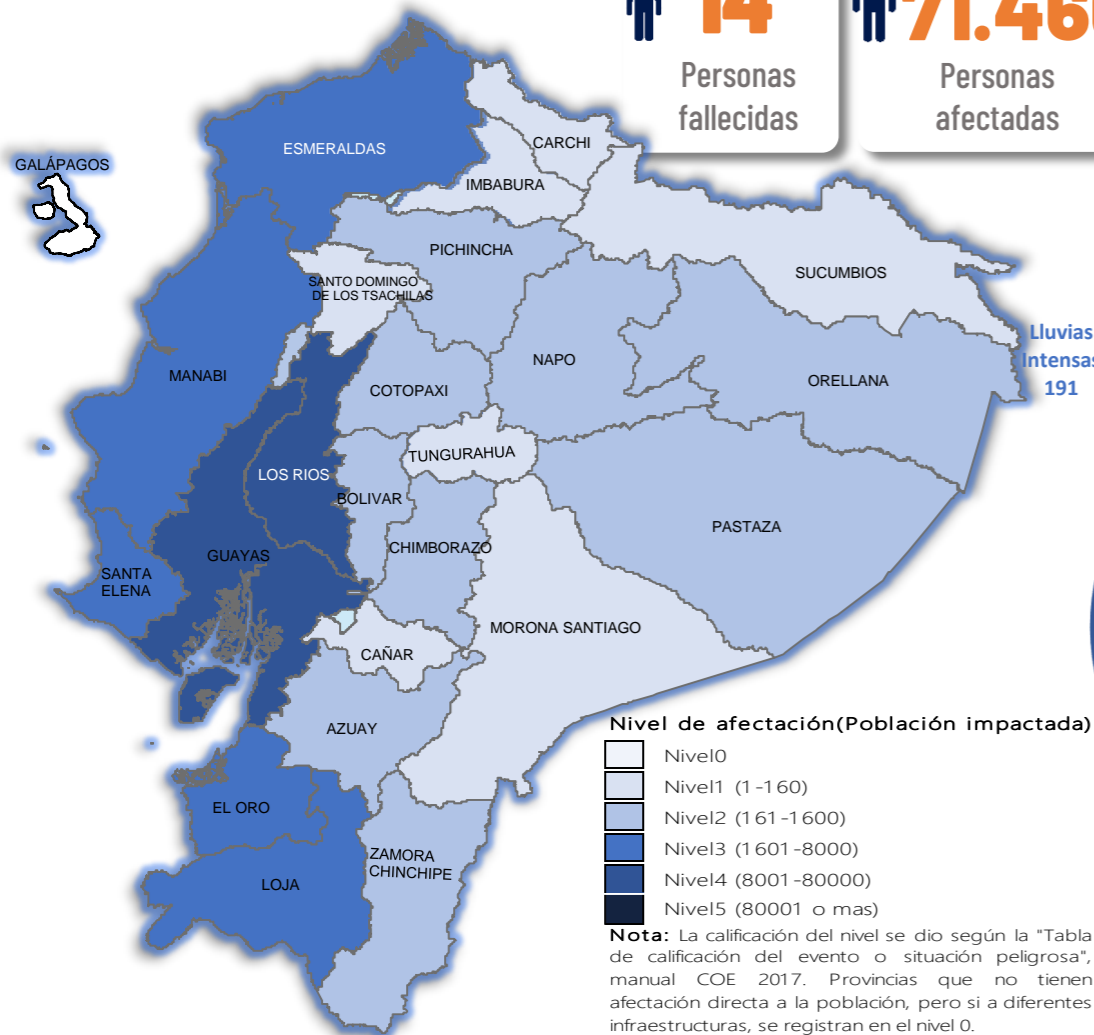 14
Personas
fallecidas
71.46
Personas
afectadas
GALÁPAGOS
ESMERALDAS
CARCHI
IMBABURA
PICHINCHA
SUCUMBIOS
SANTO DOMINGO
DE LOS TSACHILAS
Lluvias
Intensas
191
MANABI
COTOPAXI
NAPO
ORELLANA
TUNGURAHUA
LOS RIOS
BOLIVAR
PASTAZA
GUAYAS
CHIMBORAZO
SANTA
ELENA
MORONA SANTIAGO
CAÑAR
AZUAY
EL ORO
ZAMORA
CHINCHIPE
LOJA
Nivel de afectación(Población impactada)
Nivel0
Nivel1 (1-160)
Nivel2 (161-1600)
Nivel3 (1601-8000)
Nivel4 (8001-80000)
Nivel5 (80001 o mas)
Nota: La calificación del nivel se dio según la "Tabla
de calificación del evento o situación peligrosa",
manual COE 2017. Provincias que no tienen
afectación directa a la población, pero si a diferentes
infraestructuras, se registran en el nivel 0.